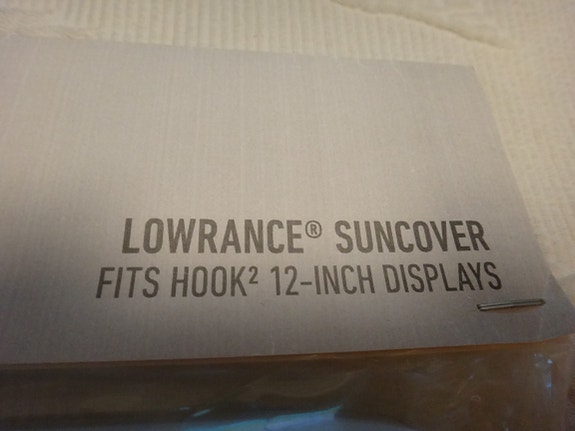 LOWRANCE® SUNCOVER
FITS HOOK² 12-INCH DISPLAYS